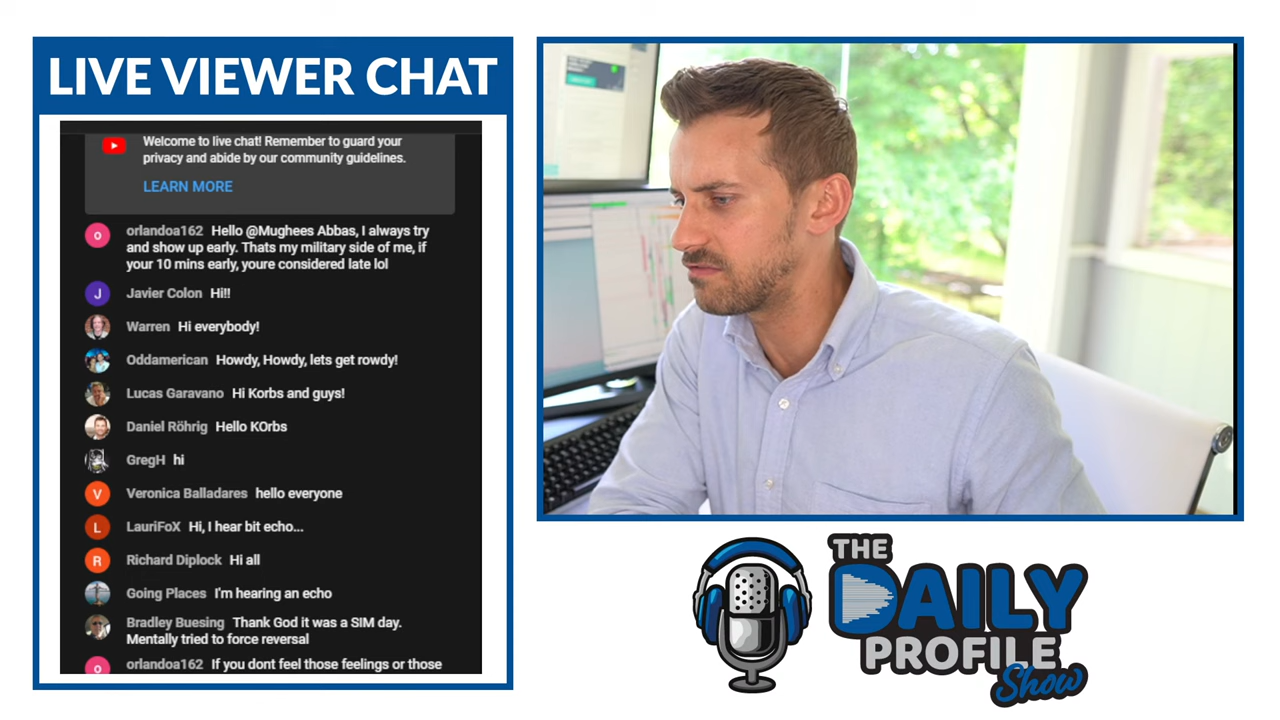 LIVE VIEWER CHAT
Welcome to live chat! Remember to guard your
privacy and abide by our community guidelines.
LEARN MORE
o orlandoa162 Hello @Mughees Abbas, I always try
and show up early. Thats my military side of me, if
your 10 mins early, youre considered late lol
J Javier Colon Hi!!
Warren Hi everybody!
Oddamerican Howdy, Howdy, lets get rowdy!
Lucas Garavano Hi Korbs and guys!
Daniel Röhrig Hello KOrbs
GregH hi
V Veronica Balladares hello everyone
L LauriFoX Hi, I hear bit echo...
R Richard Diplock Hi all
Going Places I'm hearing an echo
Bradley Buesing Thank God it was a SIM day.
Mentally tried to force reversal
o orlandoa162 If you dont feel those feelings or those
THE
DAILY
PROFILE
Show